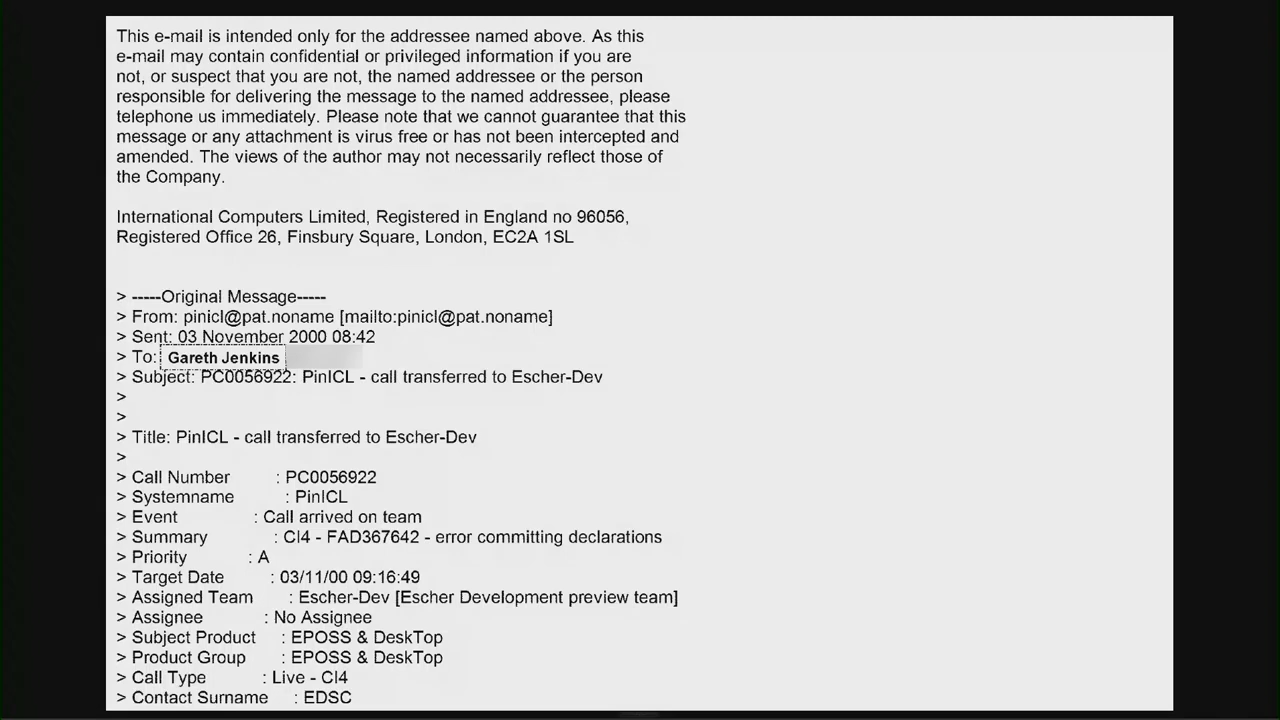 This e-mail is intended only for the addressee named above. As this
e-mail may contain confidential or privileged information if you are
not, or suspect that you are not, the named addressee or the person
responsible for delivering the message to the named addressee, please
telephone us immediately. Please note that we cannot guarantee that this
message or any attachment is virus free or has not been intercepted and
amended. The views of the author may not necessarily reflect those of
the Company.
International Computers Limited, Registered in England no 96056,
Registered Office 26, Finsbury Square, London, EC2A 1SL
> -----Original Message-----
> From: pinicl@pat.noname [mailto:pinicl@pat.noname]
> Sent: 03 November 2000 08:42
> To: Gareth Jenkins
> Subject: PC0056922: PinICL - call transferred to Escher-Dev
>
>
> Title: PinICL - call transferred to Escher-Dev
>
> Call Number : PC0056922
> Systemname : PinICL
> Event : Call arrived on team
> Summary : CI4 - FAD367642 - error committing declarations
> Priority : A
> Target Date : 03/11/00 09:16:49
> Assigned Team : Escher-Dev [Escher Development preview team]
> Assignee : No Assignee
> Subject Product : EPOSS & DeskTop
> Product Group : EPOSS & DeskTop
> Call Type : Live - CI4
> Contact Surname : EDSC